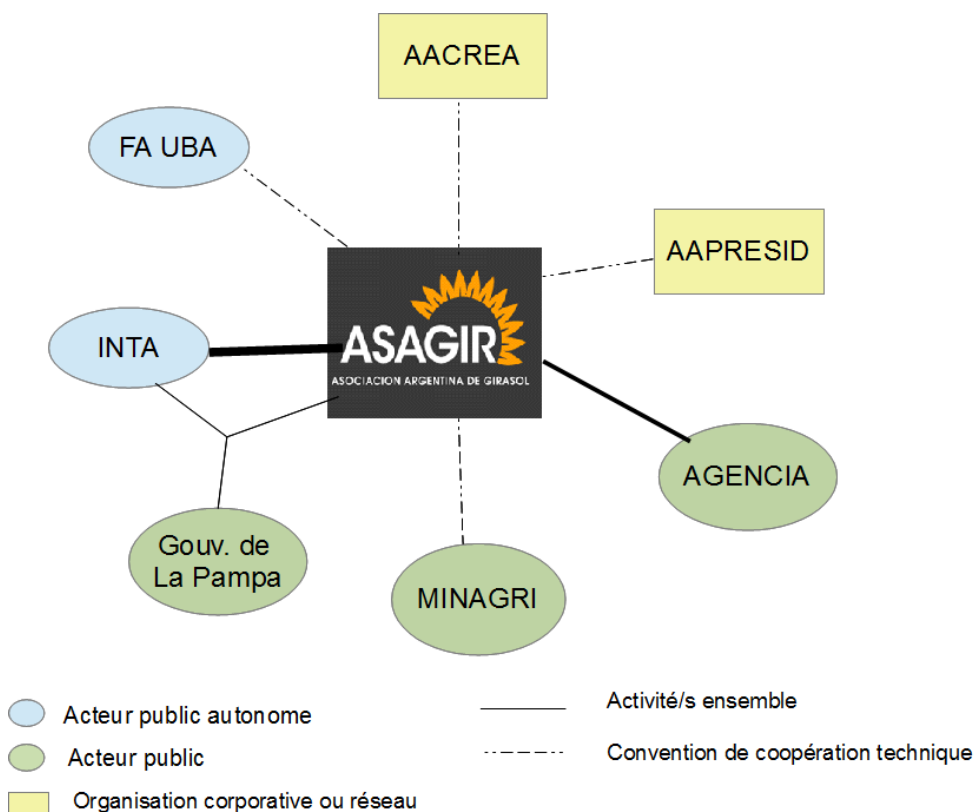 AACREA
FA UBA
AAPRESID
ASAGIR
ASOCIACION ARGENTINA DE GIRASOL
INTA
AGENCIA
Gouv. de
La Pampa
MINAGRI
Acteur public autonome
Acteur public
Organisation corporative ou réseau
Activité/s ensemble
Convention de coopération technique